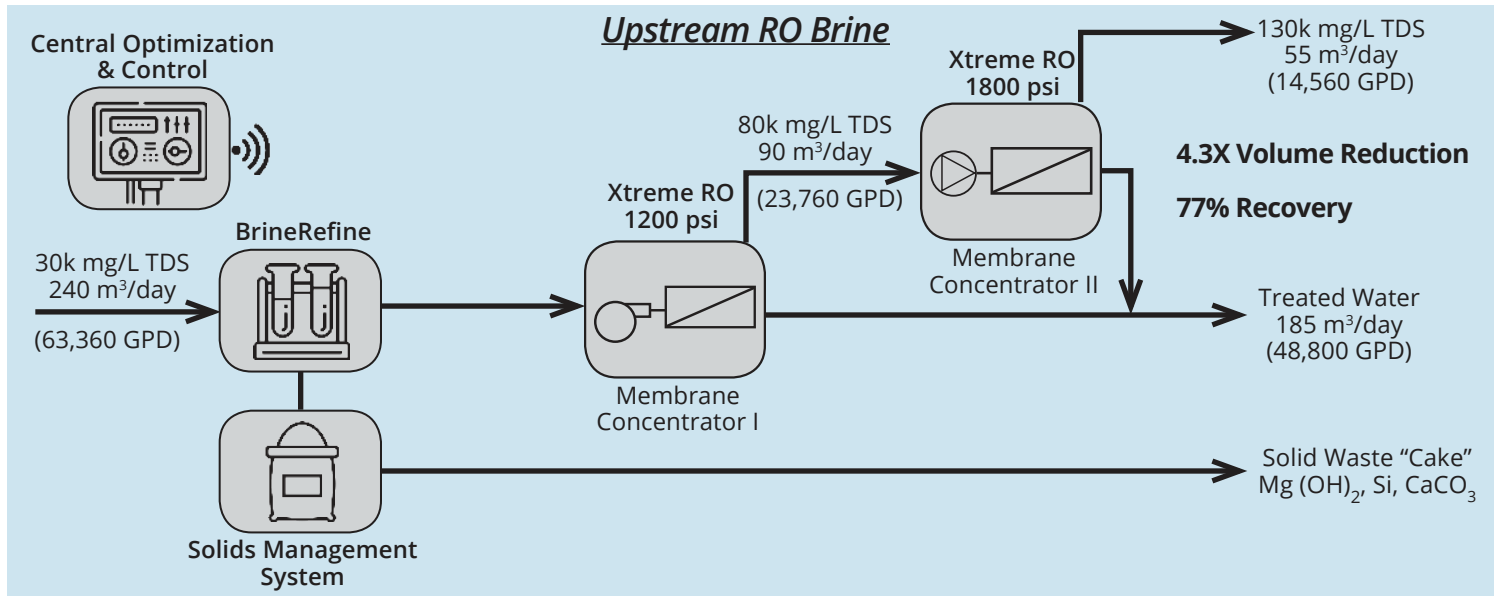 Upstream RO Brine
Central Optimization
& Control
30k mg/L TDS
240 m³/day
(63,360 GPD)
BrineRefine
Solids Management
System
Xtreme RO
1200 psi
Membrane
Concentrator I
80k mg/L TDS
90 m³/day
(23,760 GPD)
Xtreme RO
1800 psi
Membrane
Concentrator II
130k mg/L TDS
55 m³/day
(14,560 GPD)
4.3X Volume Reduction
77% Recovery
Treated Water
185 m³/day
(48,800 GPD)
Solid Waste “Cake”
Mg (OH)₂, Si, CaCO₃